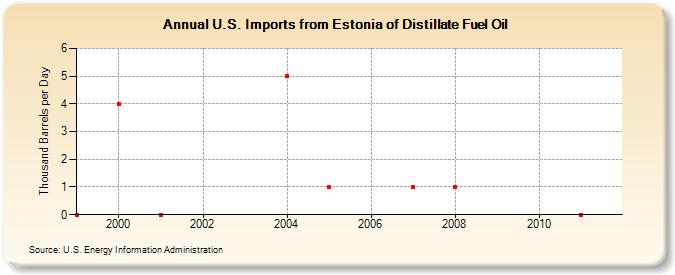 Annual U.S. Imports from Estonia of Distillate Fuel Oil
Thousand Barrels per Day
6
5
4
3
2
1
0
2000 2002 2004 2006 2008 2010
Source: U.S. Energy Information Administration